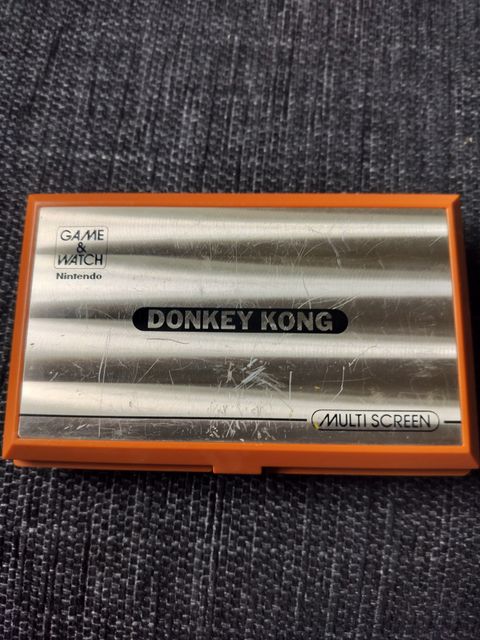 GAME
&
WATCH
Nintendo
DONKEY KONG
MULTI SCREEN